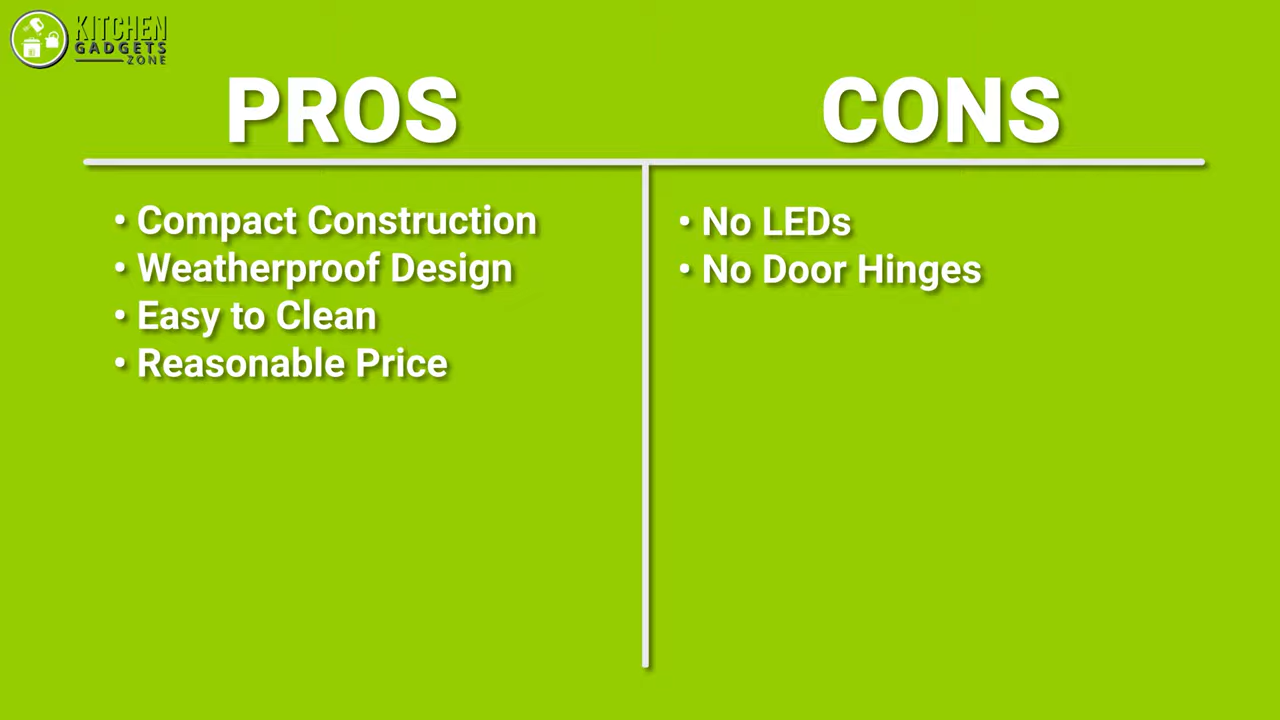 KITCHEN
GADGETS
ZONE
PROS
CONS
• Compact Construction
• Weatherproof Design
• Easy to Clean
• Reasonable Price
• No LEDs
• No Door Hinges